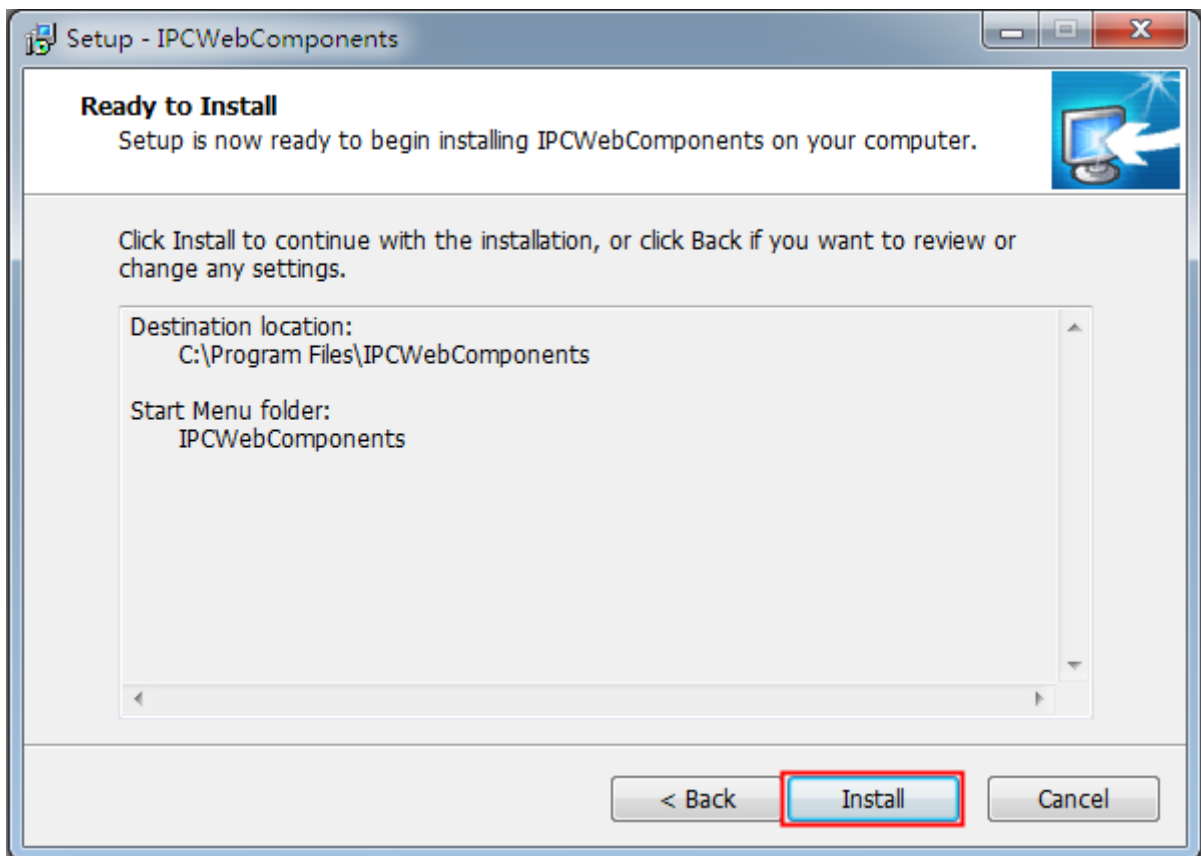 Setup - IPCWebComponents
Ready to Install
Setup is now ready to begin installing IPCWebComponents on your computer.
Click Install to continue with the installation, or click Back if you want to review or
change any settings.
Destination location:
C:\Program Files\IPCWebComponents
Start Menu folder:
IPCWebComponents
< Back Install Cancel